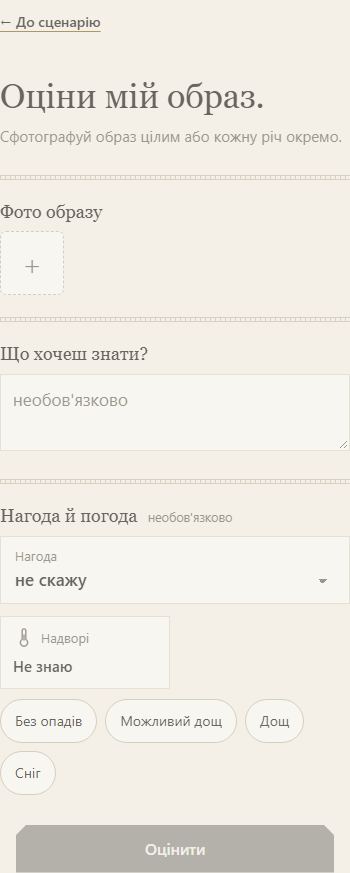 ← До сценарію
Оціни мій образ.
Сфотографуй образ цілим або кожну річ окремо.
Фото образу
+
Що хочеш знати?
необов'язково
Нагода й погода необов'язково
Нагода
не скажу
Надворі
Не знаю
Без опадів Можливий дощ Дощ
Сніг
Оцінити